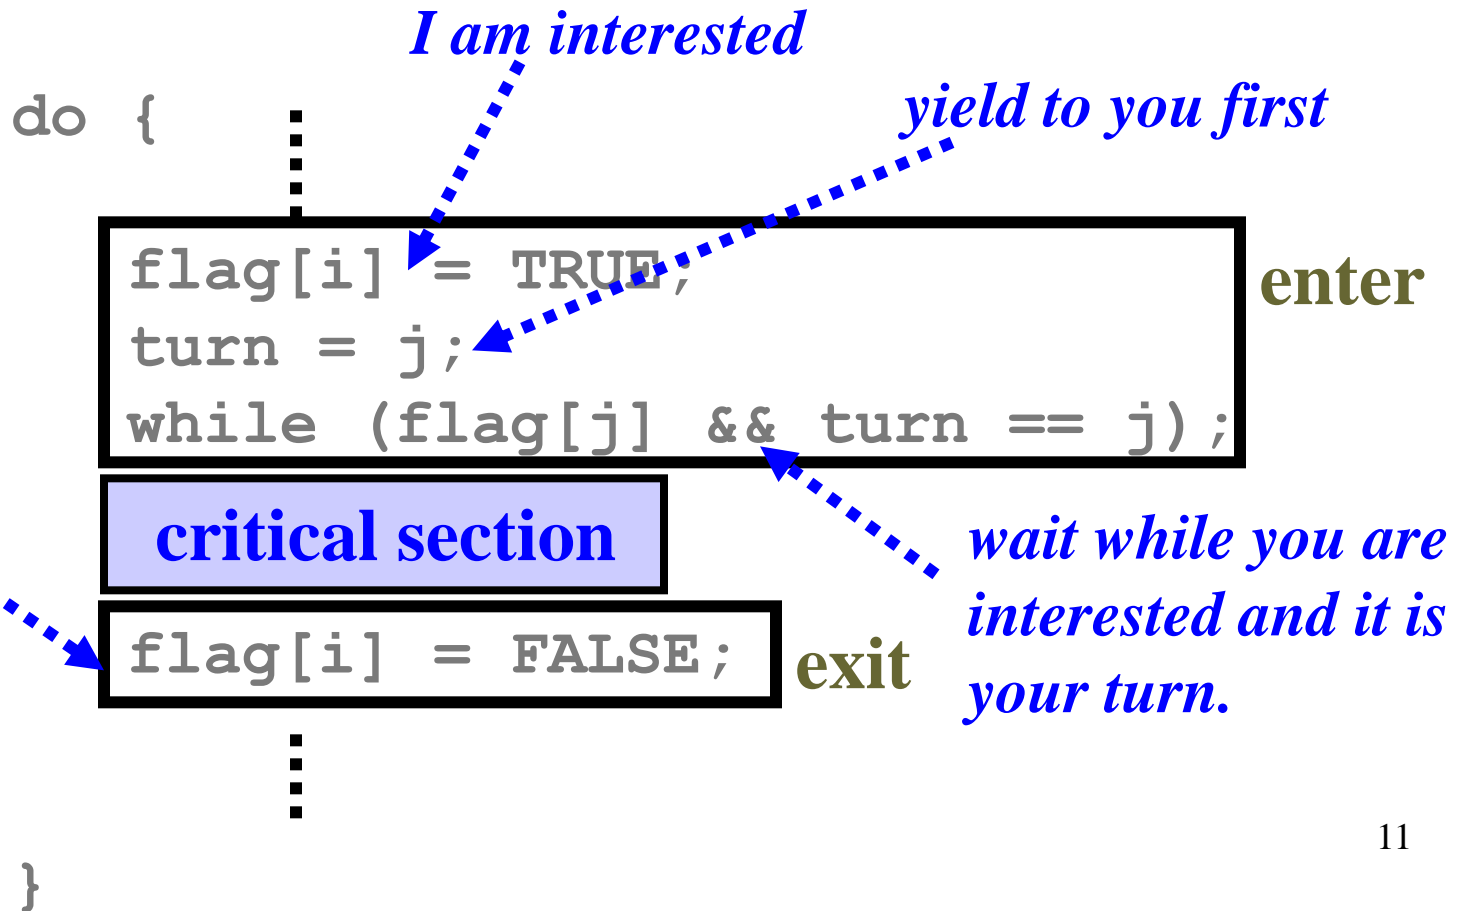 I am interested
do {
yield to you first
flag[i] = TRUE;
enter
turn = j;
while (flag[j] && turn == j);
critical section
wait while you are
interested and it is
your turn.
flag[i] = FALSE;
exit
11
}